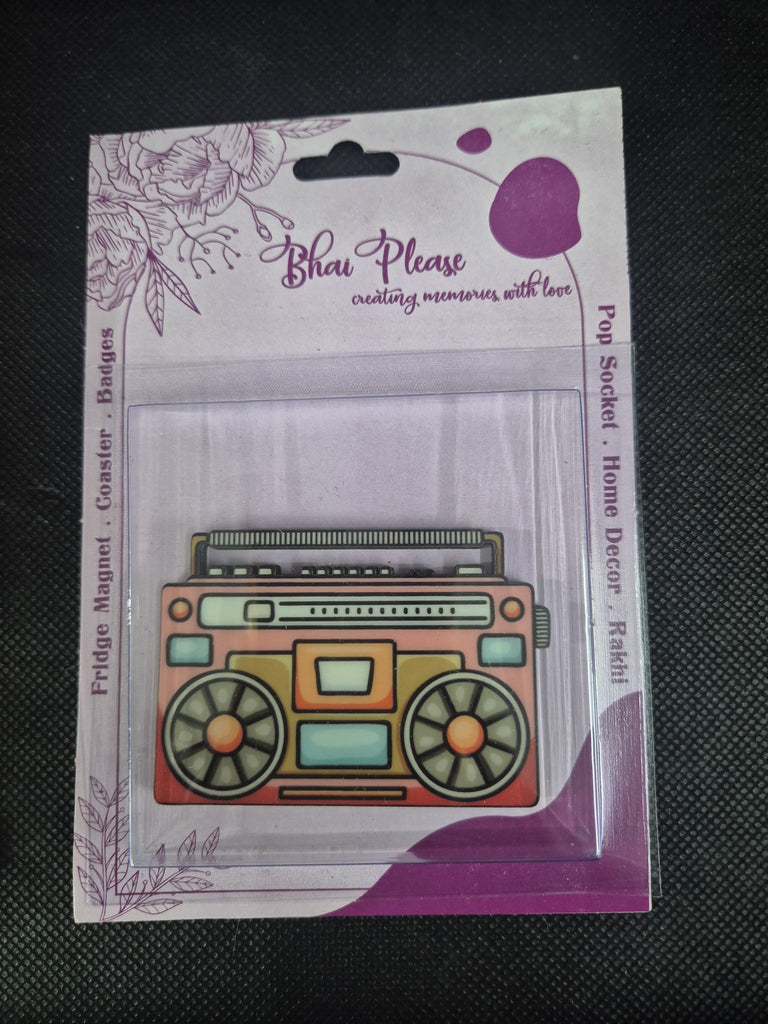 Bhai Please
creating memories with love
Fridge Magnet . Coaster . Badges
Pop Socket . Home Decor . Rakhi